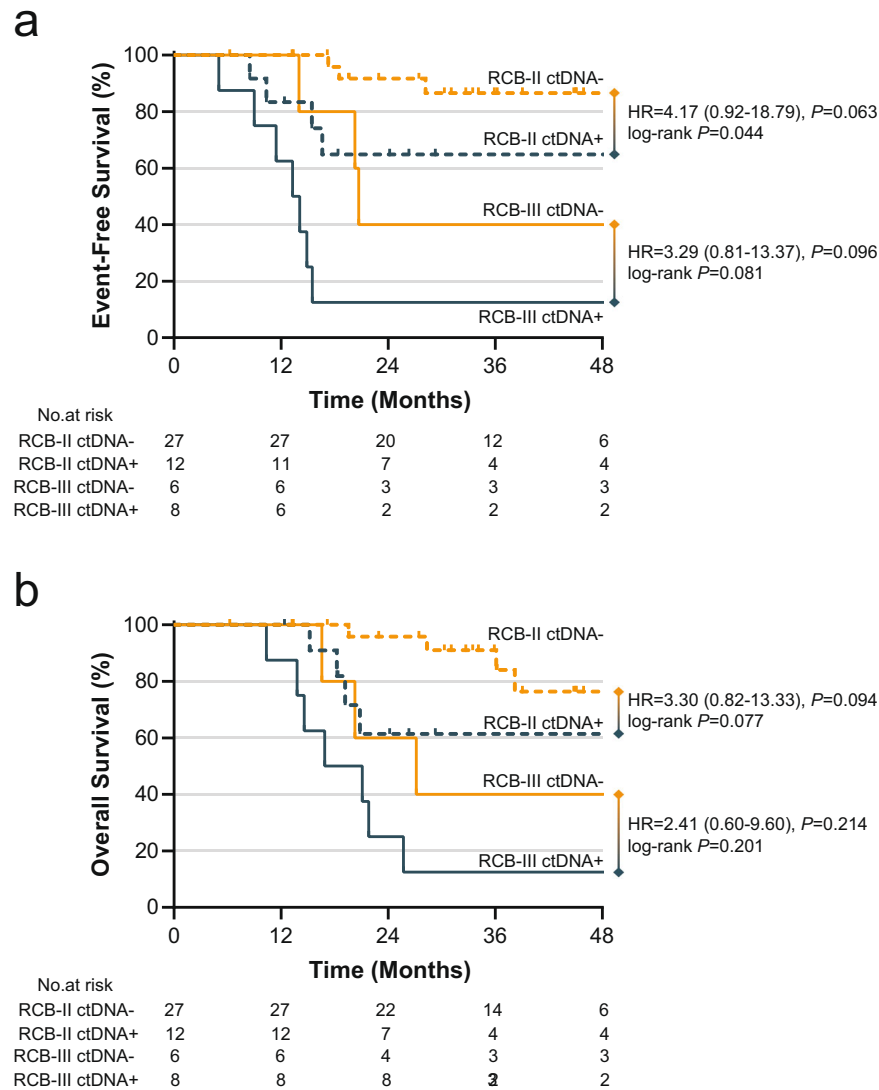 a
100
80
60
40
20
0
Event-Free Survival (%)
RCB-II ctDNA-
RCB-II ctDNA+
RCB-III ctDNA-
RCB-III ctDNA+
HR=4.17 (0.92-18.79), P=0.063
log-rank P=0.044
HR=3.29 (0.81-13.37), P=0.096
log-rank P=0.081
0 12 24 36 48
Time (Months)
No.at risk
RCB-II ctDNA- 27 27 20 12 6
RCB-II ctDNA+ 12 11 7 4 4
RCB-III ctDNA- 6 6 3 3 3
RCB-III ctDNA+ 8 6 2 2 2
b
100
80
60
40
20
0
Overall Survival (%)
RCB-II ctDNA-
RCB-II ctDNA+
RCB-III ctDNA-
RCB-III ctDNA+
HR=3.30 (0.82-13.33), P=0.094
log-rank P=0.077
HR=2.41 (0.60-9.60), P=0.214
log-rank P=0.201
0 12 24 36 48
Time (Months)
No.at risk
RCB-II ctDNA- 27 27 22 14 6
RCB-II ctDNA+ 12 12 7 4 4
RCB-III ctDNA- 6 6 4 3 3
RCB-III ctDNA+ 8 8 8 2